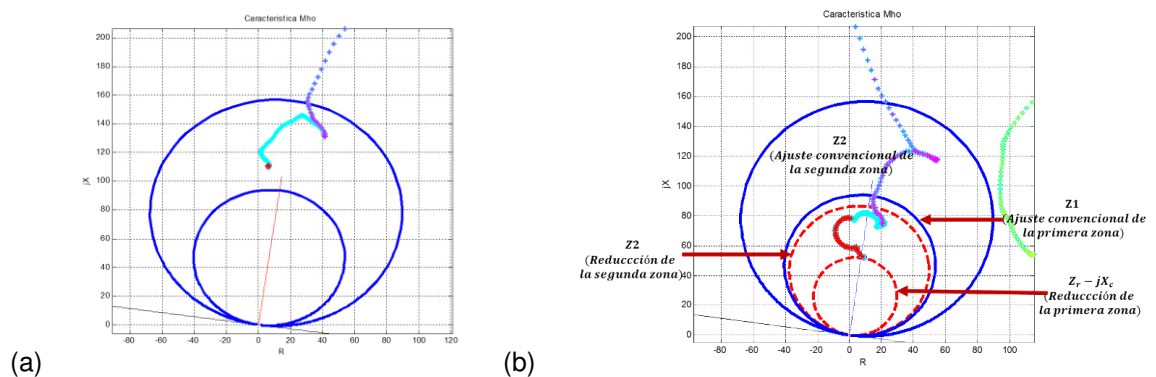 Caracteristica Mho
200
180
160
140
120
100
80
60
40
20
0
jX
-80 -60 -40 -20 0 20 40 60 80 100 120
R
(a)
Caracteristica Mho
200
180
160
140
120
100
80
60
40
20
0
jX
-80 -60 -40 -20 0 20 40 60 80 100
R
Z2
(Ajuste convencional de
la segunda zona)
Z1
(Ajuste convencional de
la primera zona)
Z2
(Reduccción de
la segunda zona)
Zr − jXc
(Reduccción de
la primera zona)
(b)